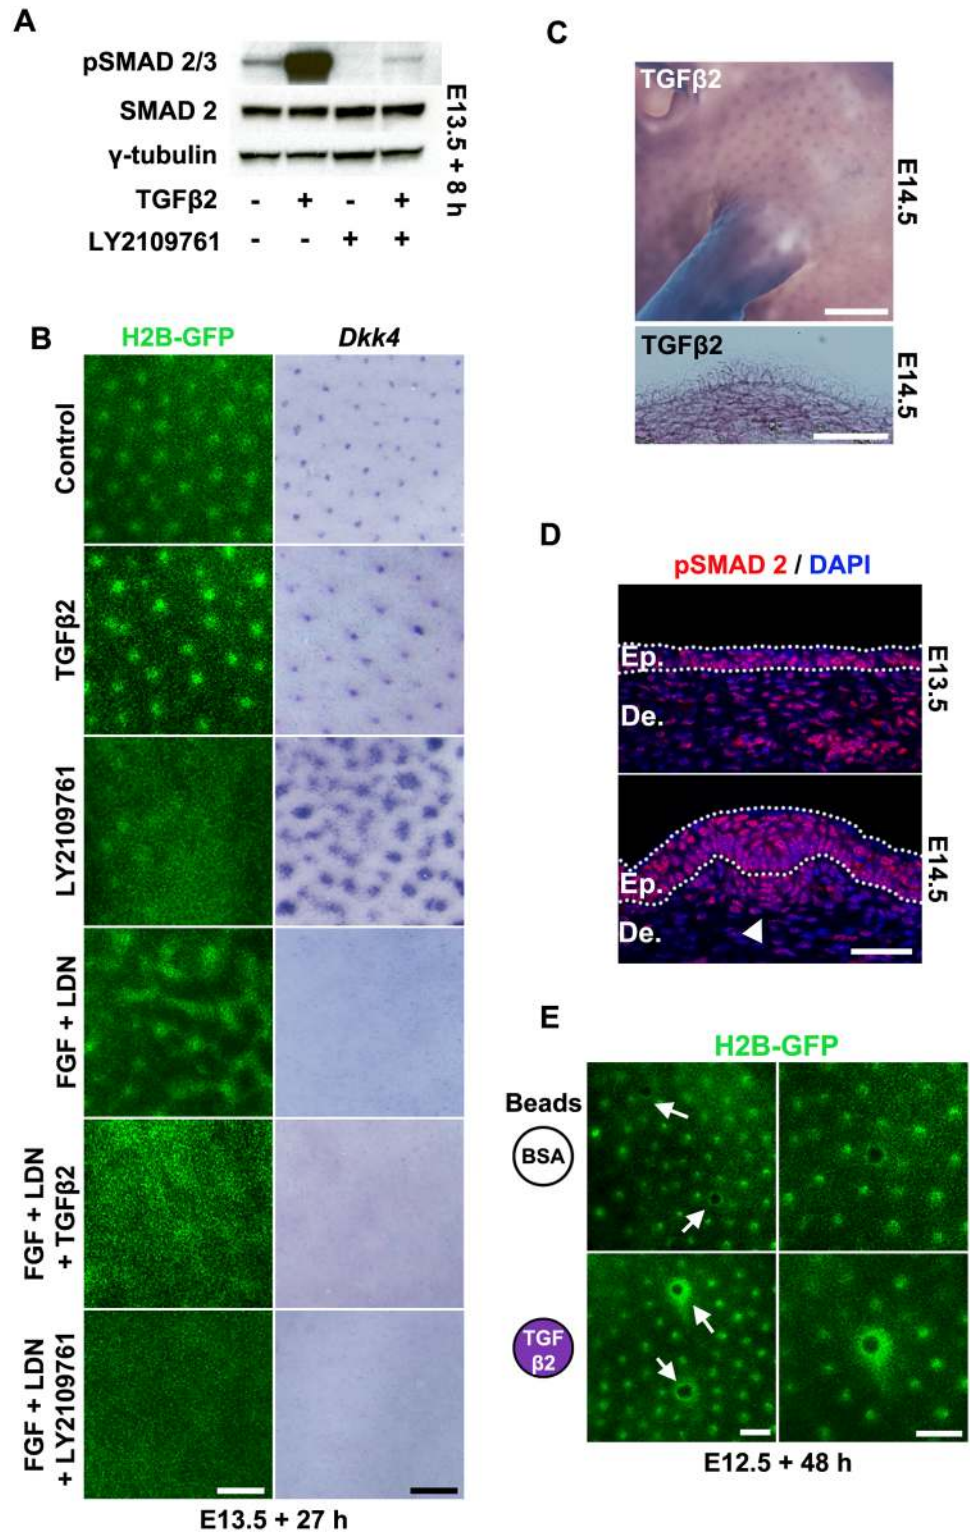 A
pSMAD 2/3
SMAD 2
γ-tubulin
TGFβ2 - + - +
LY2109761 - - + +
E13.5 + 8 h
B
H2B-GFP Dkk4
Control
TGFβ2
LY2109761
FGF + LDN
FGF + LDN
+ TGFβ2
FGF + LDN
+ LY2109761
E13.5 + 27 h
C
TGFβ2
E14.5
TGFβ2
E14.5
D
pSMAD 2 / DAPI
Ep.
De.
E13.5
Ep.
De.
E14.5
E
H2B-GFP
Beads
BSA
TGF
β2
E12.5 + 48 h